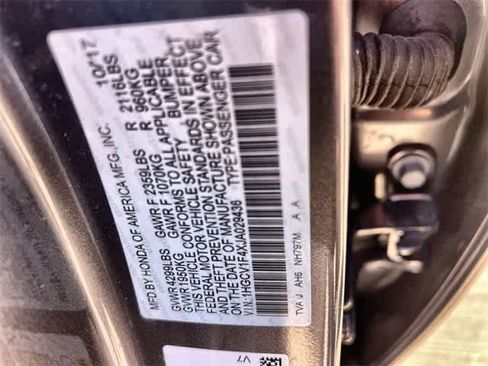 MFD BY HONDA OF AMERICA MFG., INC. 10/17
GVWR 4299LBS GAWR F 2359LBS R 2116LBS
GVWR 1950KG GAWR F 1070KG R 960KG
THIS VEHICLE CONFORMS TO ALL APPLICABLE
FEDERAL MOTOR VEHICLE SAFETY BUMPER
AND THEFT PREVENTION STANDARDS IN EFFECT
ON THE DATE OF MANUFACTURE SHOWN ABOVE
V.I.N: 1HGCV1F4XJA029436 TYPE:PASSENGER CAR
TVA J AH6 NH797M A A
V7